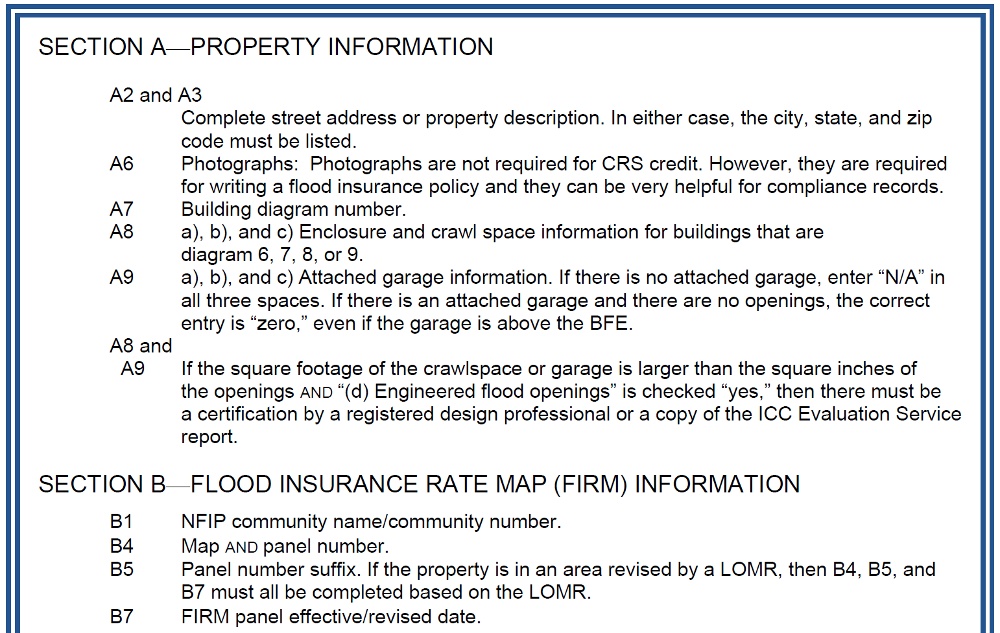 SECTION A—PROPERTY INFORMATION
A2 and A3
Complete street address or property description. In either case, the city, state, and zip
code must be listed.
A6 Photographs:  Photographs are not required for CRS credit. However, they are required
for writing a flood insurance policy and they can be very helpful for compliance records.
A7 Building diagram number.
A8 a), b), and c) Enclosure and crawl space information for buildings that are
diagram 6, 7, 8, or 9.
A9 a), b), and c) Attached garage information. If there is no attached garage, enter “N/A” in
all three spaces. If there is an attached garage and there are no openings, the correct
entry is “zero,” even if the garage is above the BFE.
A8 and
A9 If the square footage of the crawlspace or garage is larger than the square inches of
the openings AND “(d) Engineered flood openings” is checked “yes,” then there must be
a certification by a registered design professional or a copy of the ICC Evaluation Service
report.
SECTION B—FLOOD INSURANCE RATE MAP (FIRM) INFORMATION
B1 NFIP community name/community number.
B4 Map AND panel number.
B5 Panel number suffix. If the property is in an area revised by a LOMR, then B4, B5, and
B7 must all be completed based on the LOMR.
B7 FIRM panel effective/revised date.